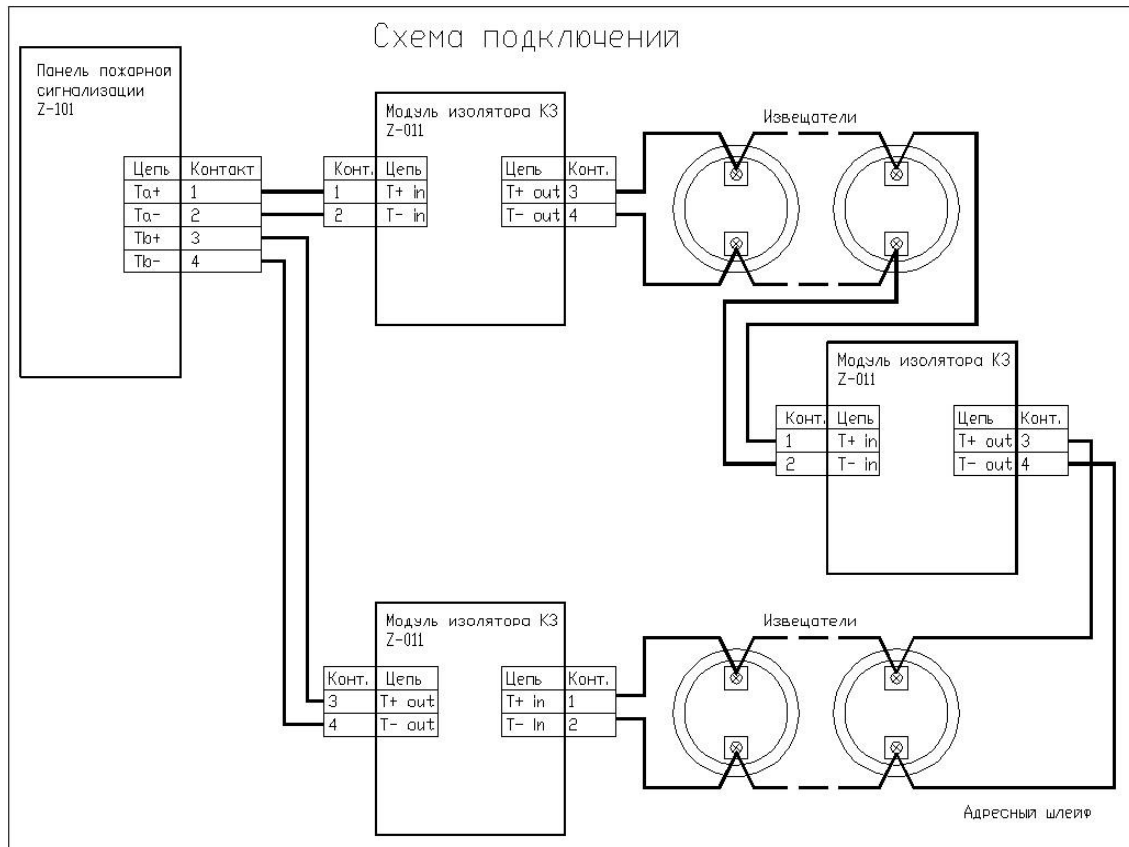 Схема подключений
Панель пожарной
сигнализации
Z-101
Цепь Контакт
Ta+ 1
Ta- 2
Tb+ 3
Tb- 4
Модуль изолятора КЗ
Z-011
Конт. Цепь
1 T+ in
2 T- in
Цепь Конт.
T+ out 3
T- out 4
Извещатели
Модуль изолятора КЗ
Z-011
Конт. Цепь
1 T+ in
2 T- in
Цепь Конт.
T+ out 3
T- out 4
Модуль изолятора КЗ
Z-011
Конт. Цепь
3 T+ out
4 T- out
Цепь Конт.
T+ in 1
T- In 2
Извещатели
Адресный шлейф